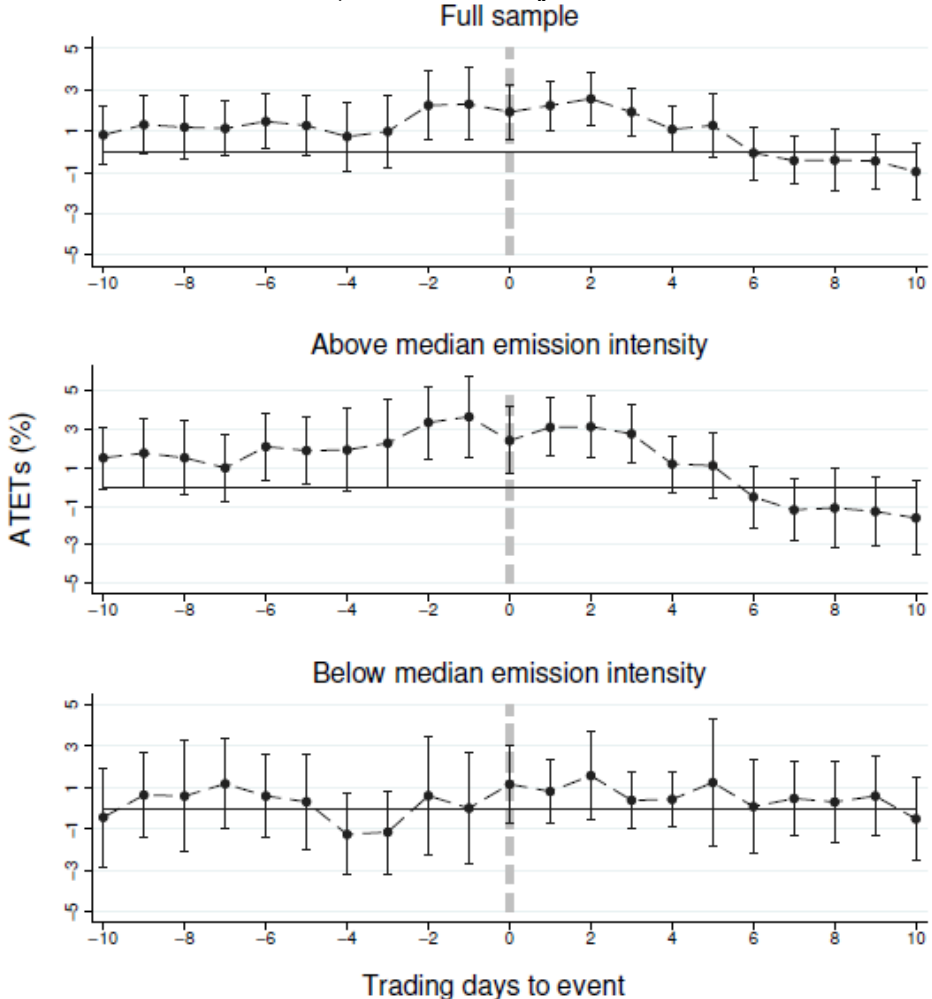 Full sample
5
3
1
−1
−3
−5
−10 −8 −6 −4 −2 0 2 4 6 8 10
Above median emission intensity
5
3
1
−1
−3
−5
−10 −8 −6 −4 −2 0 2 4 6 8 10
ATETs (%)
Below median emission intensity
5
3
1
−1
−3
−5
−10 −8 −6 −4 −2 0 2 4 6 8 10
Trading days to event